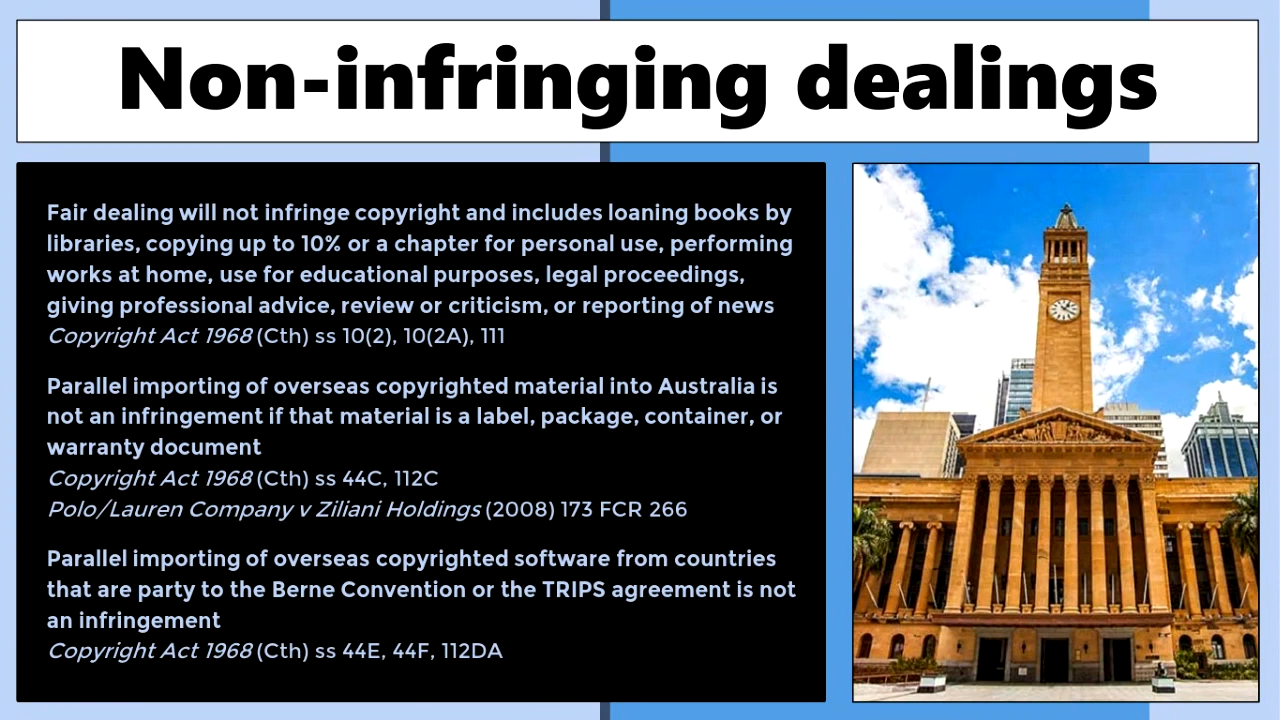 Non-infringing dealings
Fair dealing will not infringe copyright and includes loaning books by
libraries, copying up to 10% or a chapter for personal use, performing
works at home, use for educational purposes, legal proceedings,
giving professional advice, review or criticism, or reporting of news
Copyright Act 1968 (Cth) ss 10(2), 10(2A), 111
Parallel importing of overseas copyrighted material into Australia is
not an infringement if that material is a label, package, container, or
warranty document
Copyright Act 1968 (Cth) ss 44C, 112C
Polo/Lauren Company v Ziliani Holdings (2008) 173 FCR 266
Parallel importing of overseas copyrighted software from countries
that are party to the Berne Convention or the TRIPS agreement is not
an infringement
Copyright Act 1968 (Cth) ss 44E, 44F, 112DA